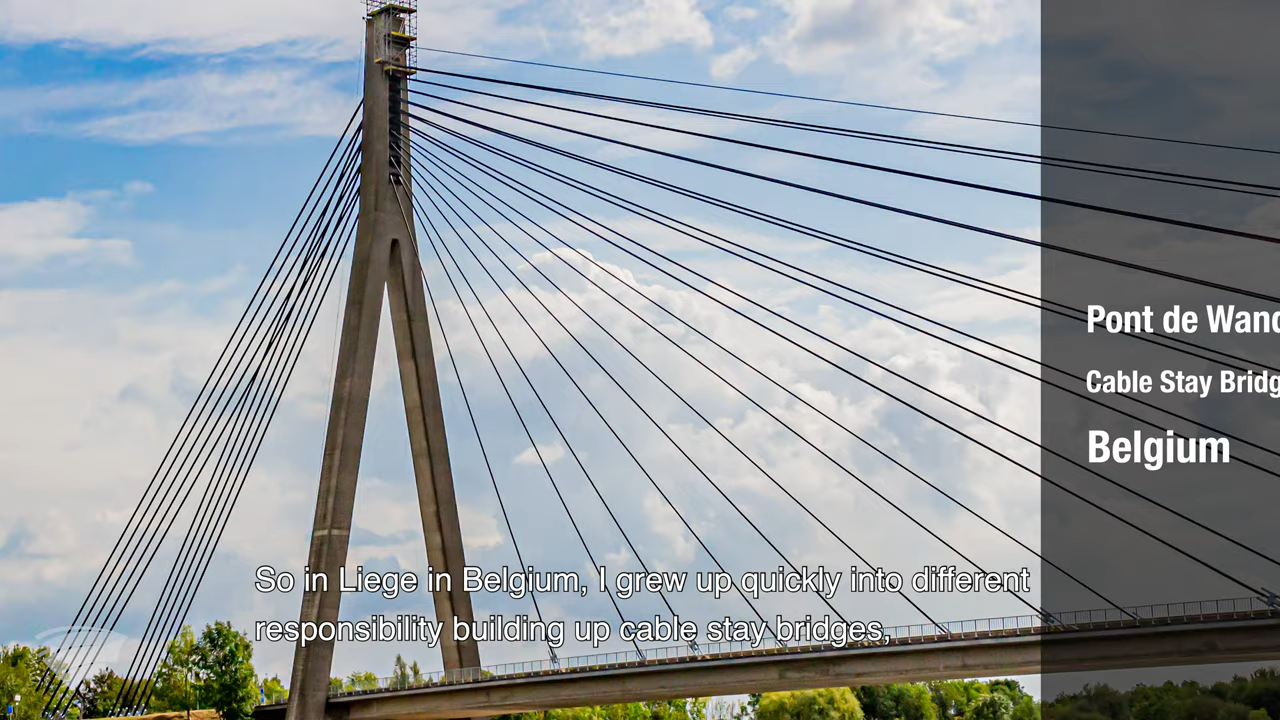 Pont de Wand
Cable Stay Bridg
Belgium
So in Liege in Belgium, I grew up quickly into different
responsibility building up cable stay bridges,